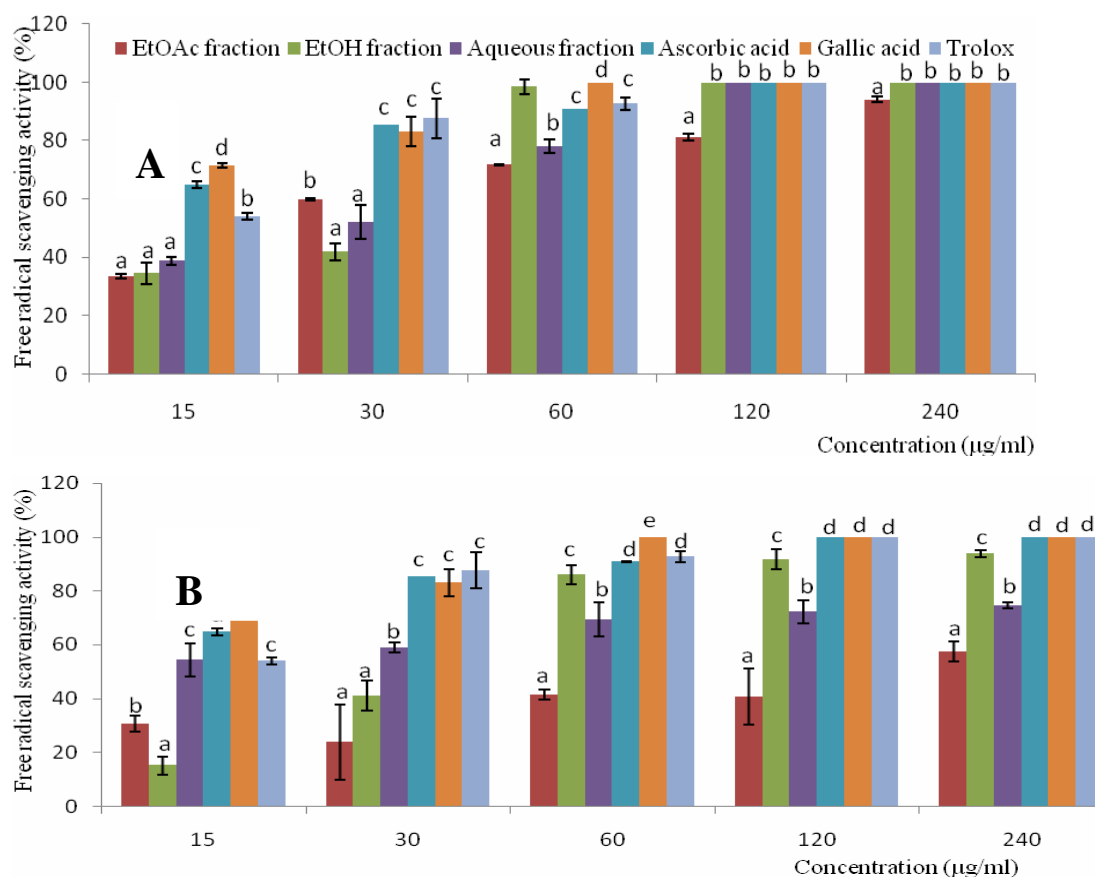 120
EtOAc fraction EtOH fraction Aqueous fraction Ascorbic acid Gallic acid Trolox
Free radical scavenging activity (%)
100
80
60
40
20
0
A
a a a c d b
b a a c c c
a b c d c
a b b b b b
a b b b b b
15 30 60 120 240
Concentration (µg/ml)
120
Free radical scavenging activity (%)
100
80
60
40
20
0
B
b a c c
a a b c c c
a c b d e d
a c b d d d
a c b d d d
15 30 60 120 240
Concentration (µg/ml)